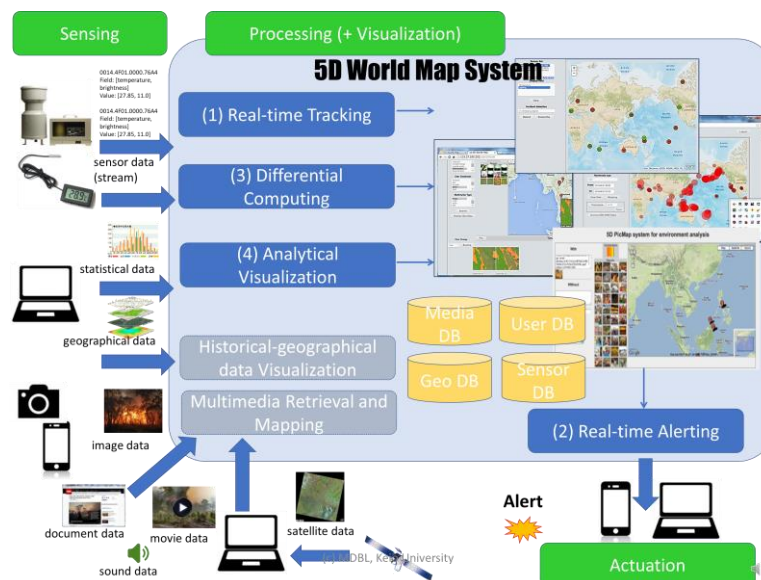 Sensing
Processing (+ Visualization)
5D World Map System
0014.4F01.0000.76A4
Field: [temperature,
brightness]
Value: [27.85, 11.0]
0014.4F01.0000.76A4
Field: [temperature,
brightness]
Value: [27.85, 11.0]
sensor data
(stream)
(1) Real-time Tracking
(3) Differential
Computing
(4) Analytical
Visualization
statistical data
geographical data
Historical-geographical
data Visualization
Multimedia Retrieval and
Mapping
Media
DB
User DB
Geo DB
Sensor
DB
5D PicMap system for environment analysis
(2) Real-time Alerting
image data
document data
movie data
sound data
satellite data
Alert
Actuation